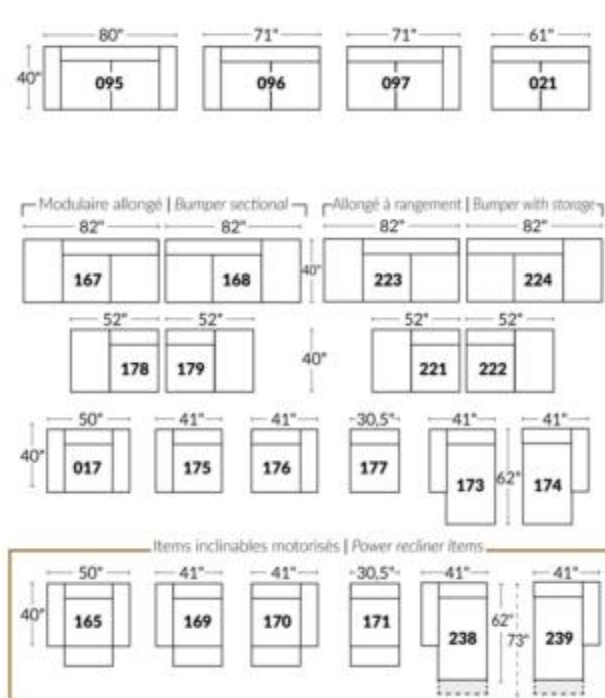 80" 71" 71" 61"
40" 095 096 097 021
Modulaire allongé | Bumper sectional Allongé à rangement | Bumper with storage
82" 82" 82" 82"
167 168 40" 223 224
52" 52" 52" 52"
178 179 40" 221 222
50" 41" 41" 30,5" 41" 41"
40" 017 175 176 177 173 62" 174
Items inclinables motorisés | Power recliner items
50" 41" 41" 30,5" 41" 41"
40" 165 169 170 171 238 62" 73" 239